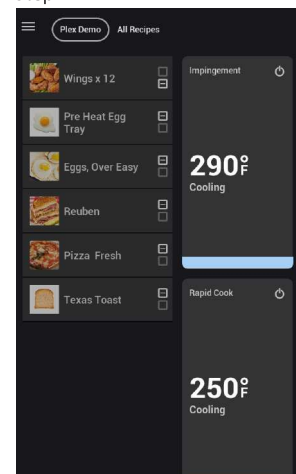 Plex Demo All Recipes
Wings x 12
Pre Heat Egg
Tray
Eggs, Over Easy
Reuben
Pizza Fresh
Texas Toast
Impingement
290°F
Cooling
Rapid Cook
250°F
Cooling